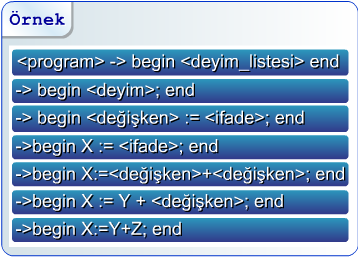 Örnek
<program> -> begin <deyim_listesi> end
-> begin <deyim>; end
-> begin <değişken> := <ifade>; end
->begin X := <ifade>; end
->begin X:=<değişken>+<değişken>; end
->begin X := Y + <değişken>; end
->begin X:=Y+Z; end